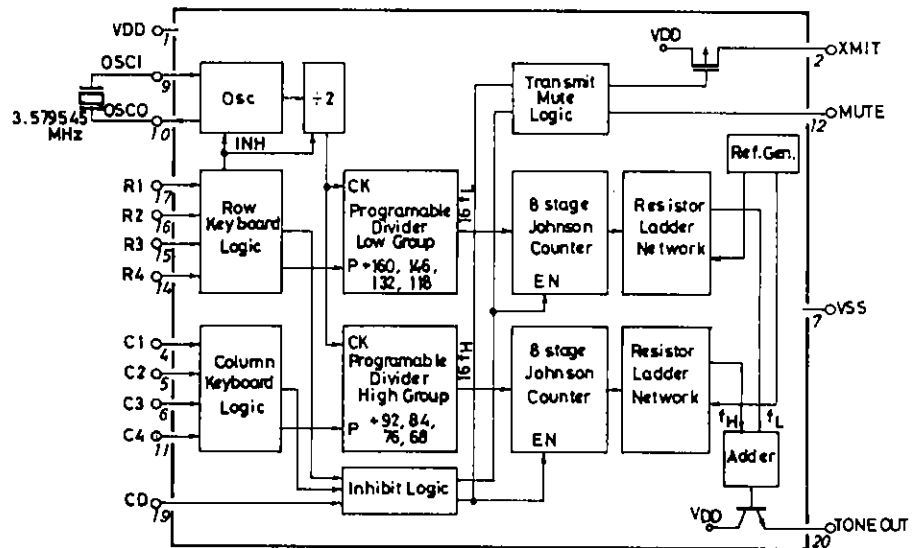 VDD
1
VDD
XMIT
2
OSCI
9
OSCO
10
3.579545
MHz
Osc
÷2
INH
Transmit
Mute
Logic
MUTE
12
Ref.Gen.
R1
17
R2
16
R3
15
R4
14
Row
Keyboard
Logic
CK
Programable
Divider
Low Group
P ÷160, 146,
132, 118
16 fL
8 stage
Johnson
Counter
EN
Resistor
Ladder
Network
VSS
7
C1
4
C2
5
C3
6
C4
11
Column
Keyboard
Logic
CK
Programable
Divider
High Group
P ÷92, 84,
76, 68
16 fH
8 stage
Johnson
Counter
EN
Resistor
Ladder
Network
fH
fL
Adder
Inhibit Logic
CD
19
VDD
TONE OUT
20